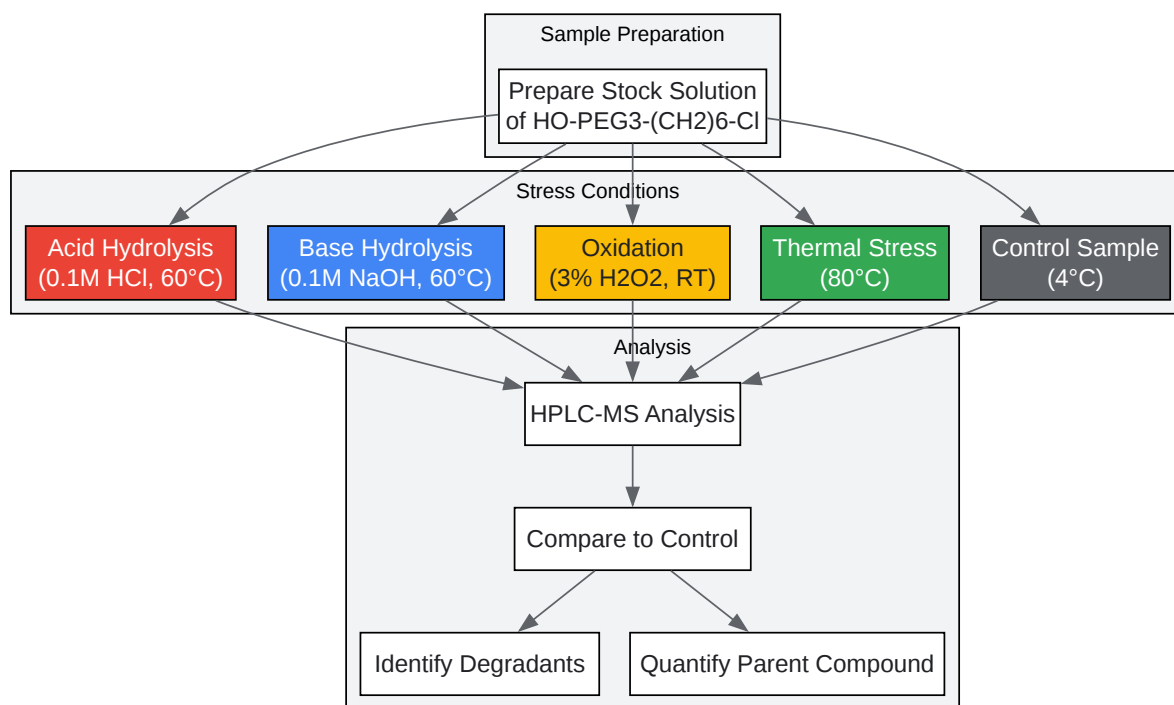 Sample Preparation
Prepare Stock Solution
of HO-PEG3-(CH2)6-Cl
Stress Conditions
Acid Hydrolysis
(0.1M HCl, 60°C)
Base Hydrolysis
(0.1M NaOH, 60°C)
Oxidation
(3% H2O2, RT)
Thermal Stress
(80°C)
Control Sample
(4°C)
Analysis
HPLC-MS Analysis
Compare to Control
Identify Degradants
Quantify Parent Compound